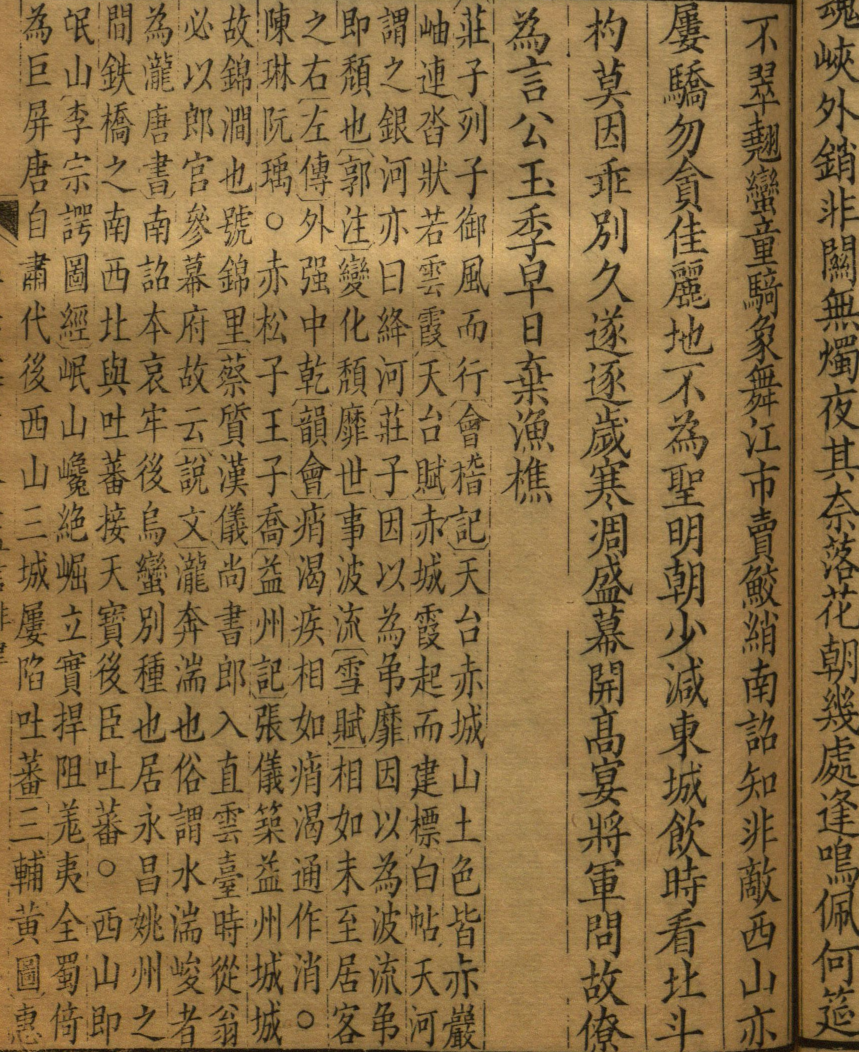 魂峽外銷非關無燭夜其奈落花朝幾處逢鳴佩何筵
不翠翹蠻童騎象舞江市賣鮫綃南詔知非敵西山亦
屢驕勿貪佳麗地不為聖明朝少減東城飲時看北斗
杓莫因乖別久遂逐歲寒凋盛幕開高宴將軍問故僚
為言公玉季早日棄漁樵
莊子列子御風而行會稽記天台赤城山土色皆赤巖
岫連沓狀若雲霞天台賦赤城霞起而建標白帖天河
謂之銀河亦曰絳河莊子因以為弟靡因以為波流弟
即頹也郭注變化頹靡世事波流雪賦相如末至居客
之右左傳外强中乾韻會痟渴疾相如痟渴通作消○
陳琳阮瑀○赤松子王子喬益州記張儀築益州城城
故錦澗也號錦里蔡質漢儀尚書郎入直雲臺時從翁
必以郎官參幕府故云說文瀧奔湍也俗謂水湍峻者
為瀧唐書南詔本哀牢後烏蠻別種也居永昌姚州之
間鉄橋之南西北與吐蕃接天寶後臣吐蕃○西山即
岷山李宗諤圖經岷山巉絕崛立實捍阻羗夷全蜀倚
為巨屏唐自肅代後西山三城屢陷吐蕃三輔黃圖惠